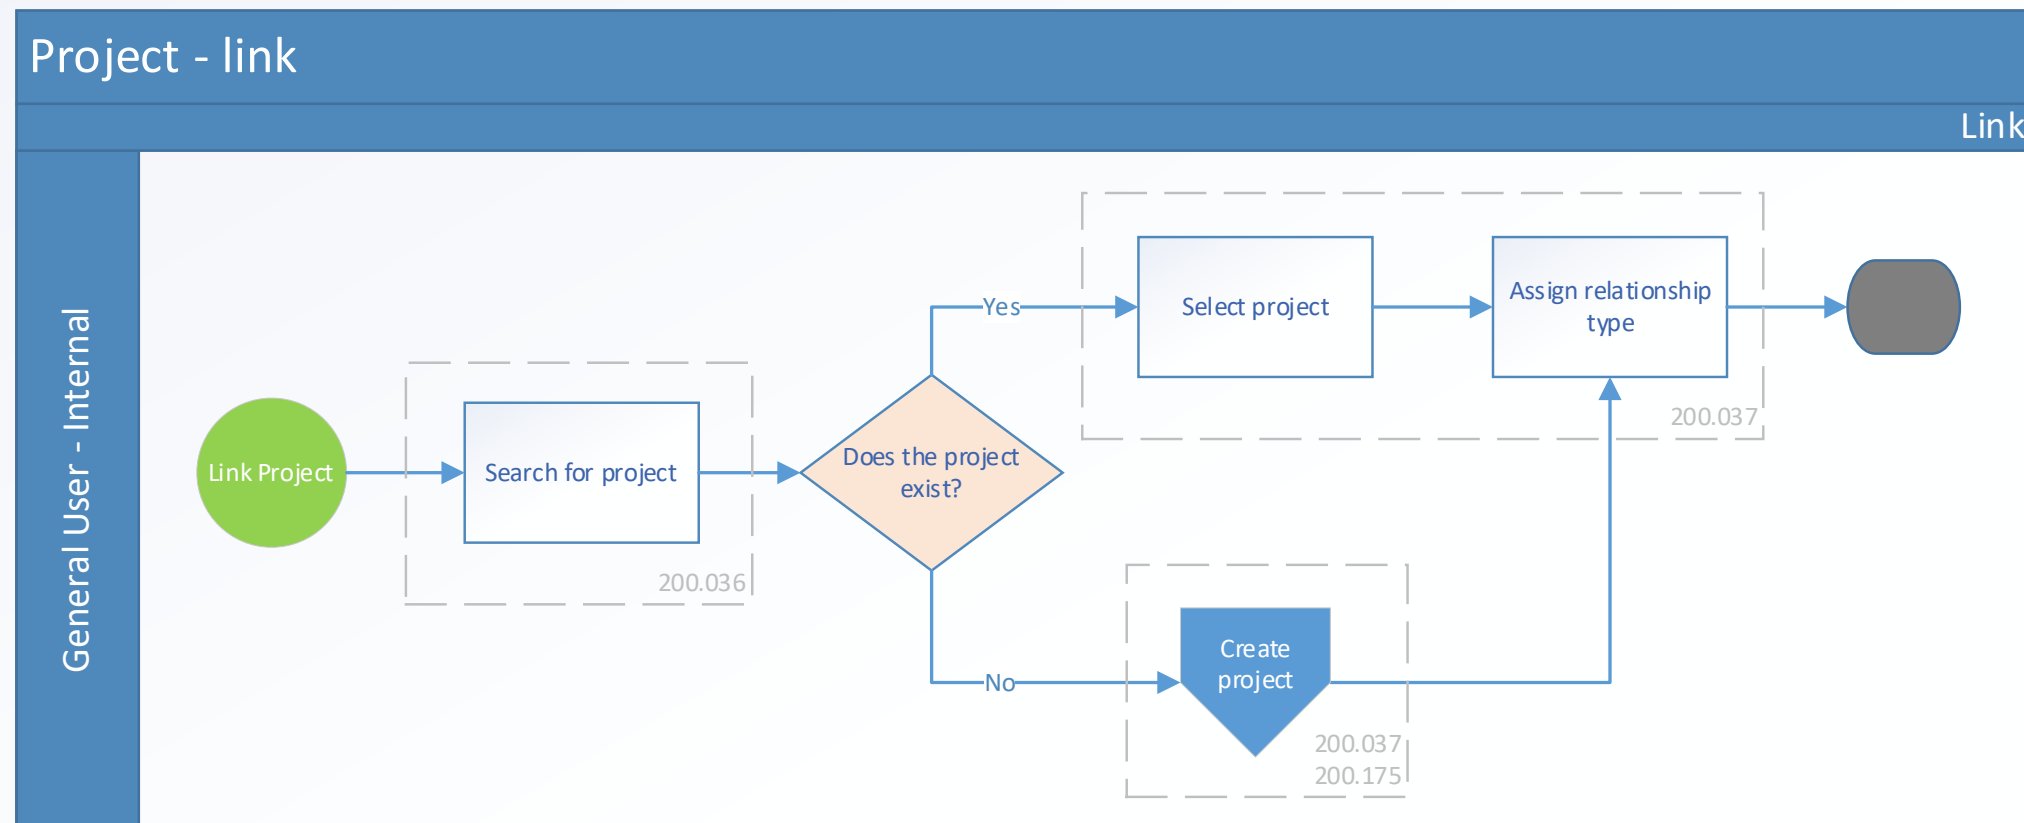 Project - link
Link
General User - Internal
Link Project
Search for project
200.036
Does the project
exist?
Yes
Select project
Assign relationship
type
200.037
No
Create
project
200.037
200.175